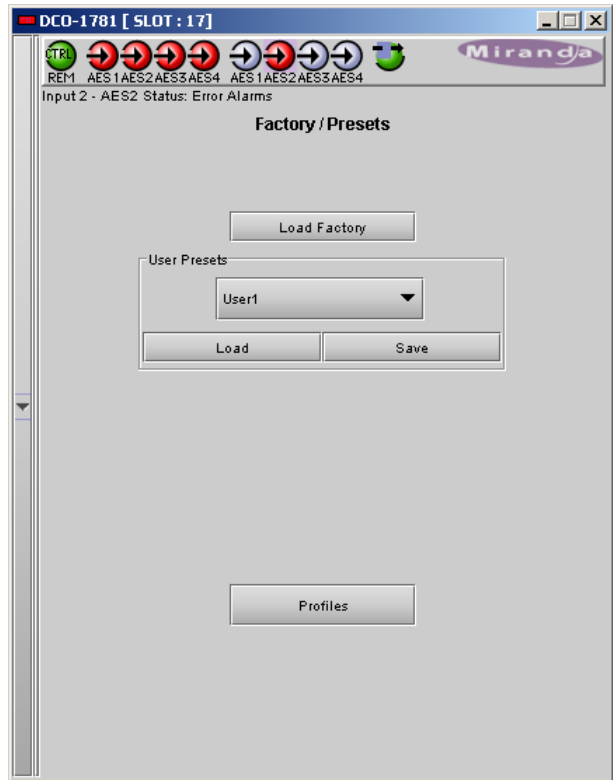 DCO-1781 [ SLOT : 17]
CTRL
REM AES1 AES2 AES3 AES4 AES1 AES2 AES3 AES4
Miranda
Input 2 - AES2 Status: Error Alarms
Factory / Presets
Load Factory
User Presets
User1
Load Save
Profiles